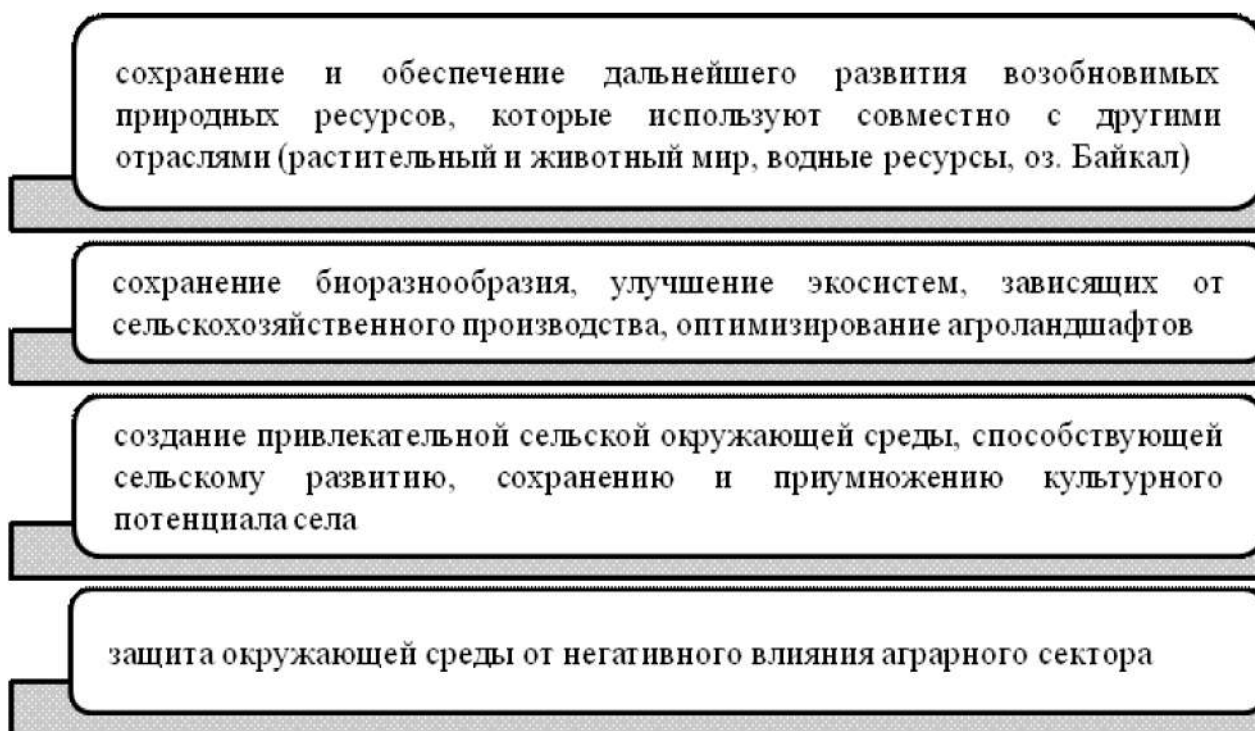 сохранение и обеспечение дальнейшего развития возобновимых
природных ресурсов, которые используют совместно с другими
отраслями (растительный и животный мир, водные ресурсы, оз. Байкал)
сохранение биоразнообразия, улучшение экосистем, зависящих от
сельскохозяйственного производства, оптимизирование агроландшафтов
создание привлекательной сельской окружающей среды, способствующей
сельскому развитию, сохранению и приумножению культурного
потенциала села
защита окружающей среды от негативного влияния аграрного сектора